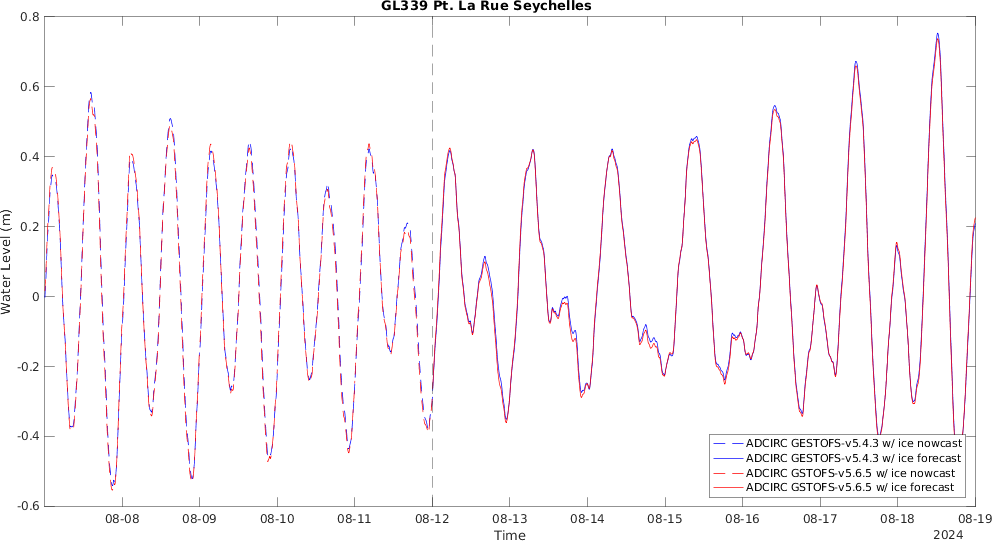 GL339 Pt. La Rue Seychelles
0.8
0.6
0.4
0.2
0
-0.2
-0.4
-0.6
Water Level (m)
ADCIRC GESTOFS-v5.4.3 w/ ice nowcast
ADCIRC GESTOFS-v5.4.3 w/ ice forecast
ADCIRC GSTOFS-v5.6.5 w/ ice nowcast
ADCIRC GSTOFS-v5.6.5 w/ ice forecast
08-08 08-09 08-10 08-11 08-12 08-13 08-14 08-15 08-16 08-17 08-18 08-19
Time
2024